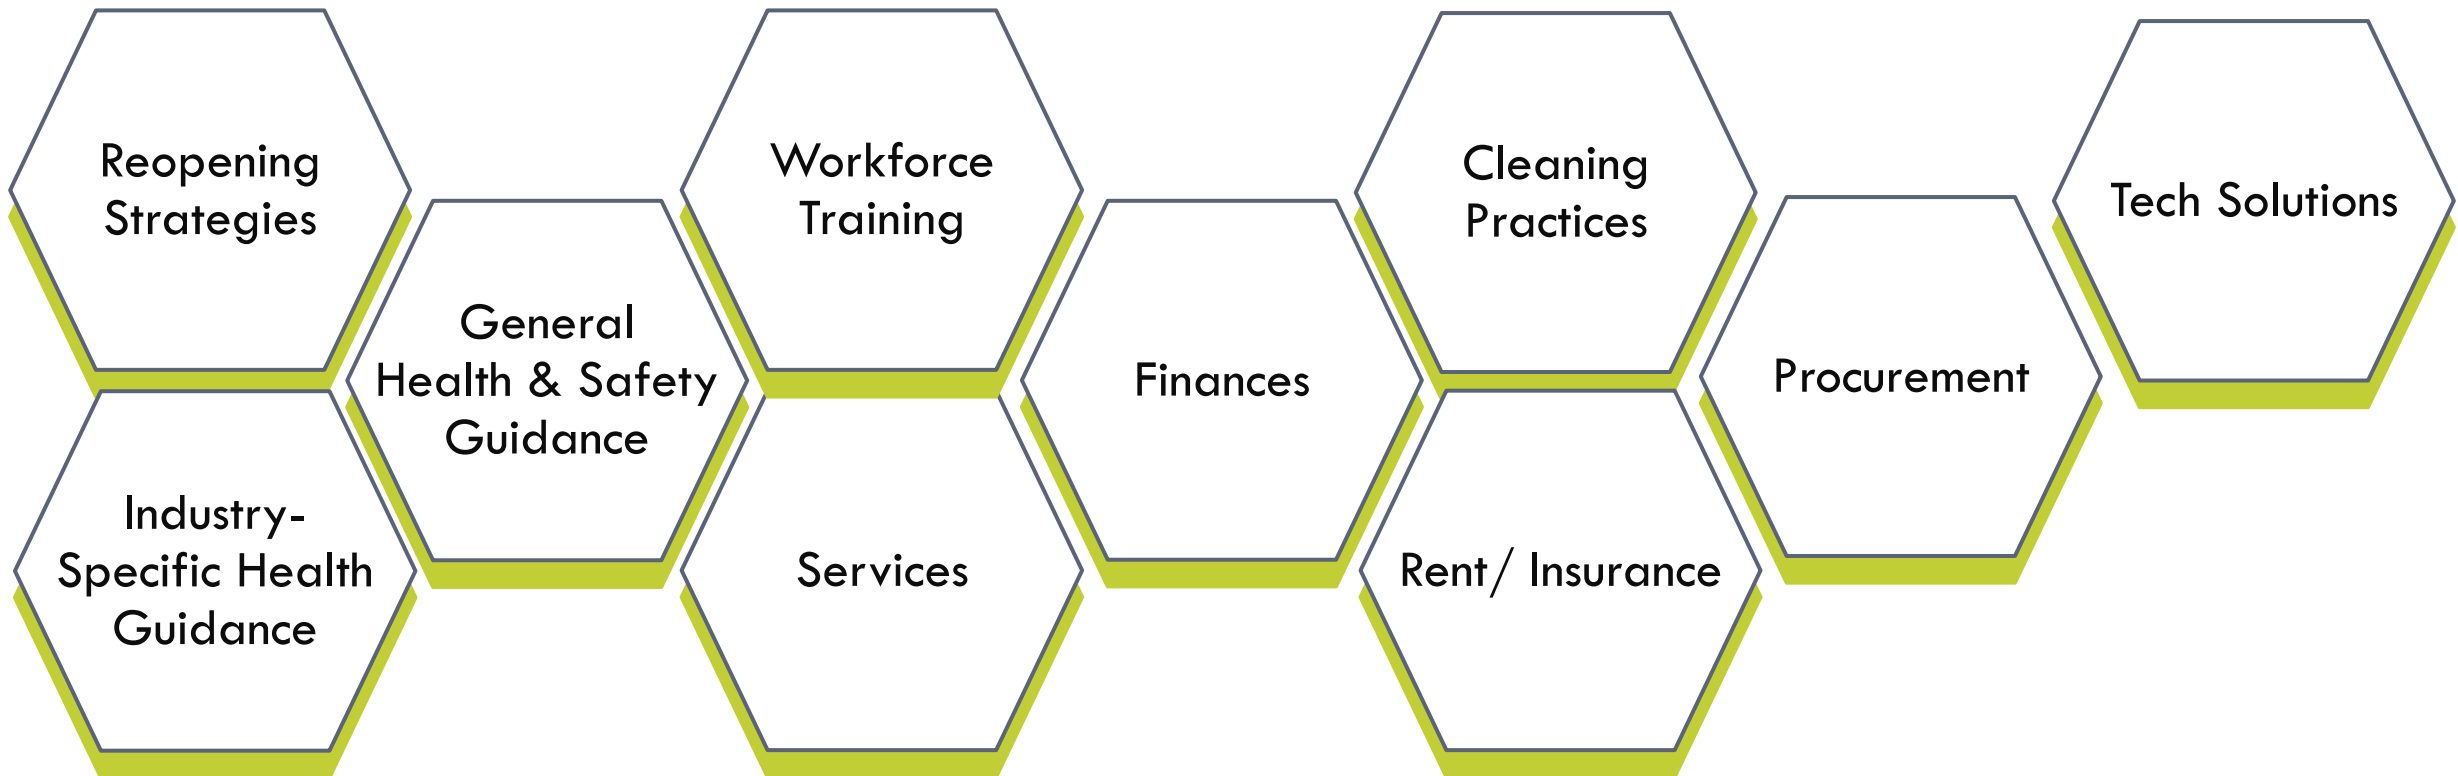 Reopening
Strategies
Industry-
Specific Health
Guidance
General
Health & Safety
Guidance
Workforce
Training
Services
Finances
Cleaning
Practices
Rent/ Insurance
Procurement
Tech Solutions